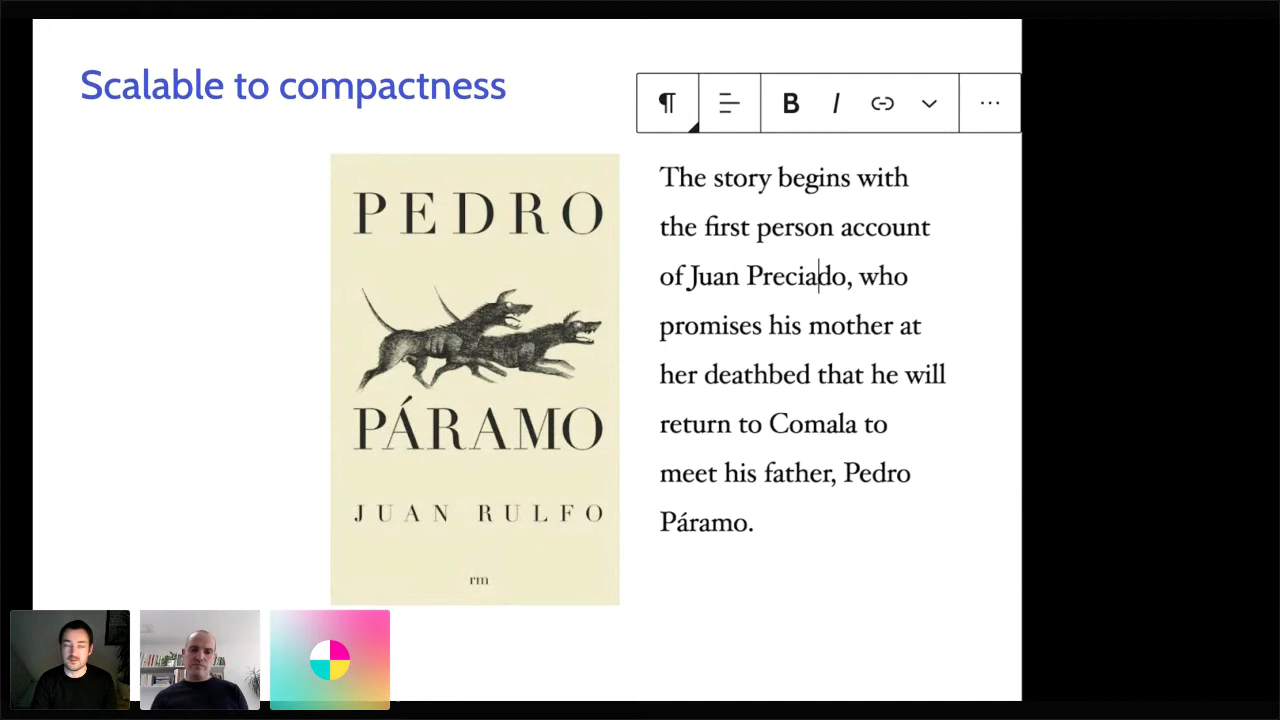 Scalable to compactness
¶ B I ...
PEDRO
PÁRAMO
JUAN RULFO
rm
The story begins with
the first person account
of Juan Preciado, who
promises his mother at
her deathbed that he will
return to Comala to
meet his father, Pedro
Páramo.